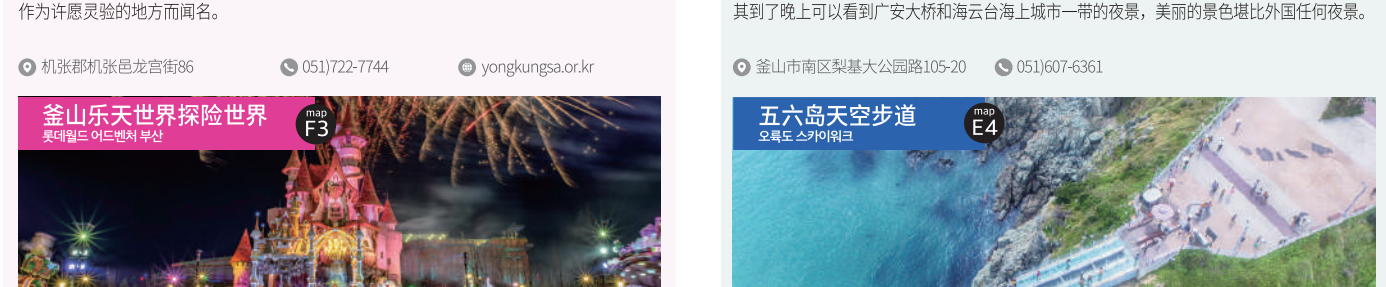 作为许愿灵验的地方而闻名。
机张郡机张邑龙宫街86
051)722-7744
yongkungsa.or.kr
釜山乐天世界探险世界
롯데월드 어드벤처 부산
map
F3
其到了晚上可以看到广安大桥和海云台海上城市一带的夜景，美丽的景色堪比外国任何夜景。
釜山市南区梨基大公园路105-20
051)607-6361
五六岛天空步道
오륙도 스카이워크
map
E4